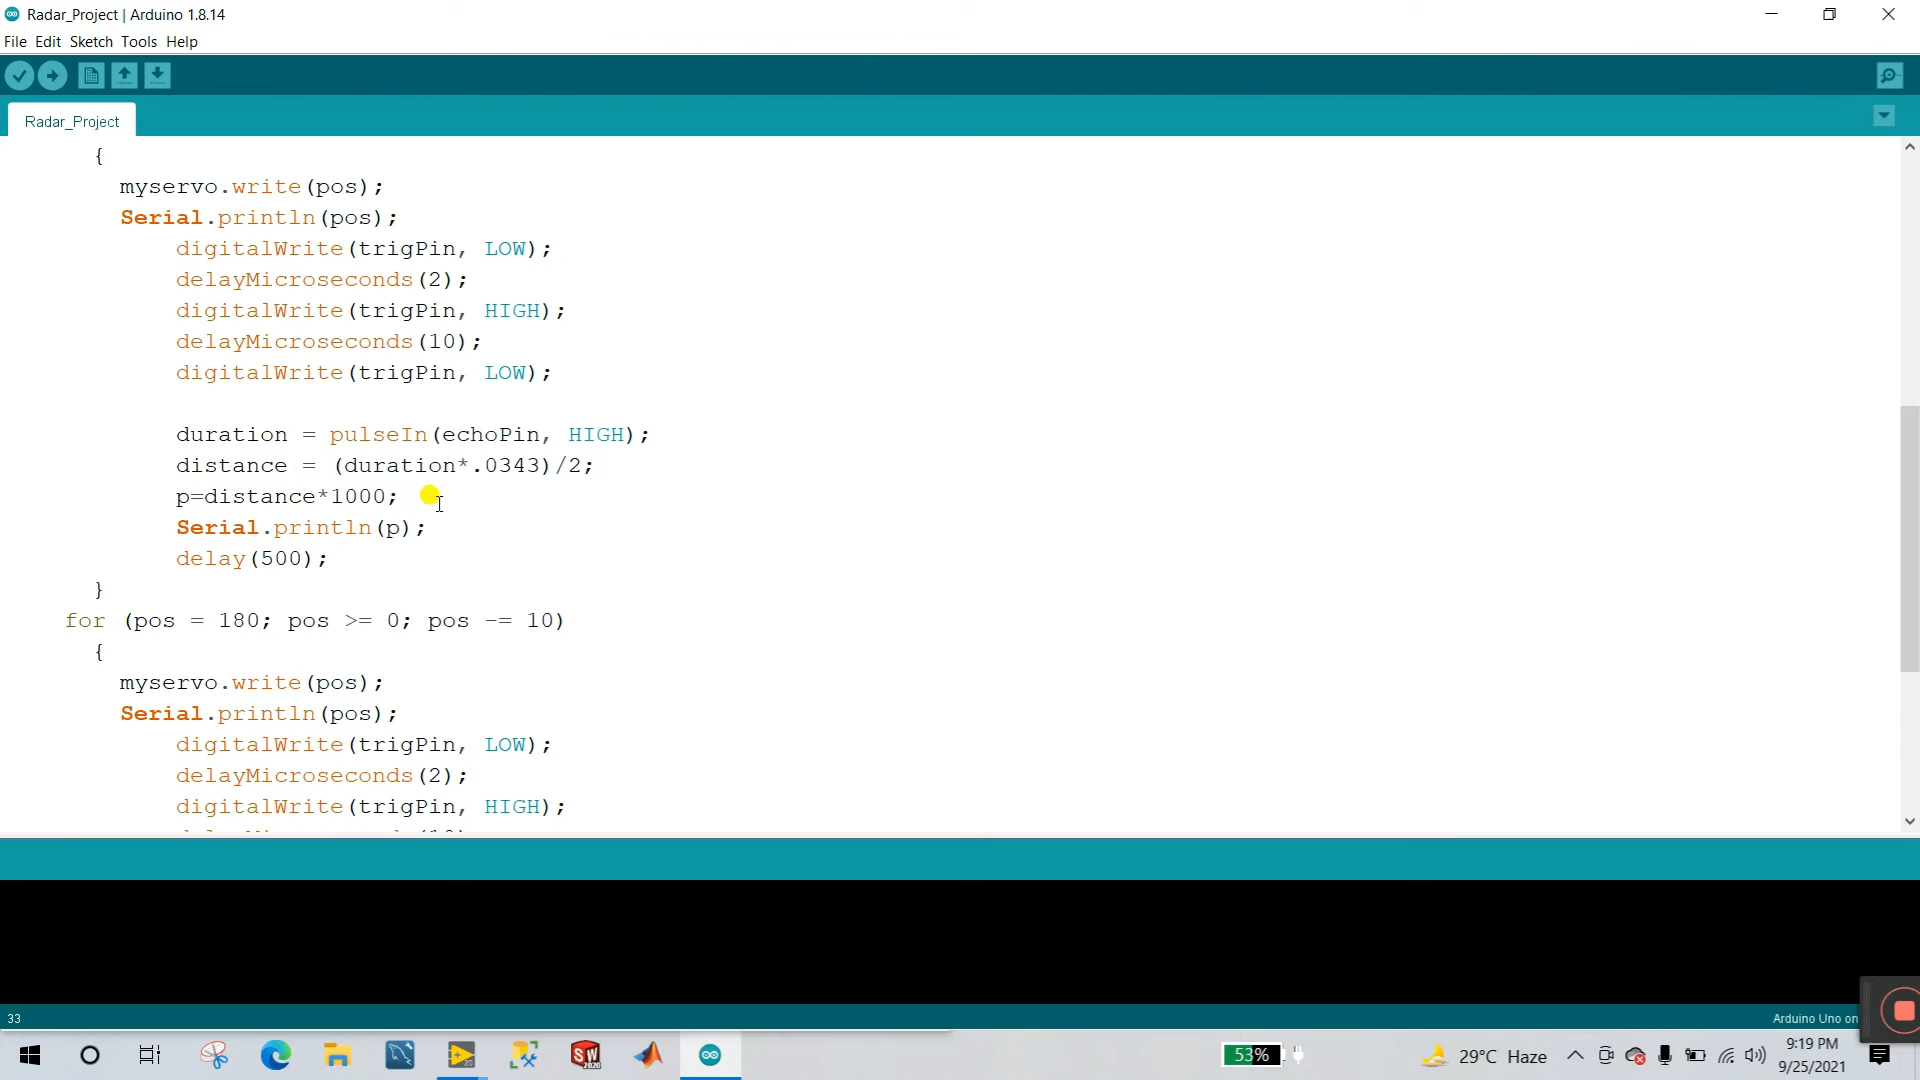 Radar_Project | Arduino 1.8.14
File Edit Sketch Tools Help
Radar_Project
{
myservo.write(pos);
Serial.println(pos);
digitalWrite(trigPin, LOW);
delayMicroseconds(2);
digitalWrite(trigPin, HIGH);
delayMicroseconds(10);
digitalWrite(trigPin, LOW);
duration = pulseIn(echoPin, HIGH);
distance = (duration*.0343)/2;
p=distance*1000;
Serial.println(p);
delay(500);
}
for (pos = 180; pos >= 0; pos -= 10)
{
myservo.write(pos);
Serial.println(pos);
digitalWrite(trigPin, LOW);
delayMicroseconds(2);
digitalWrite(trigPin, HIGH);
33
Arduino Uno on
53%
29°C Haze
9:19 PM
9/25/2021